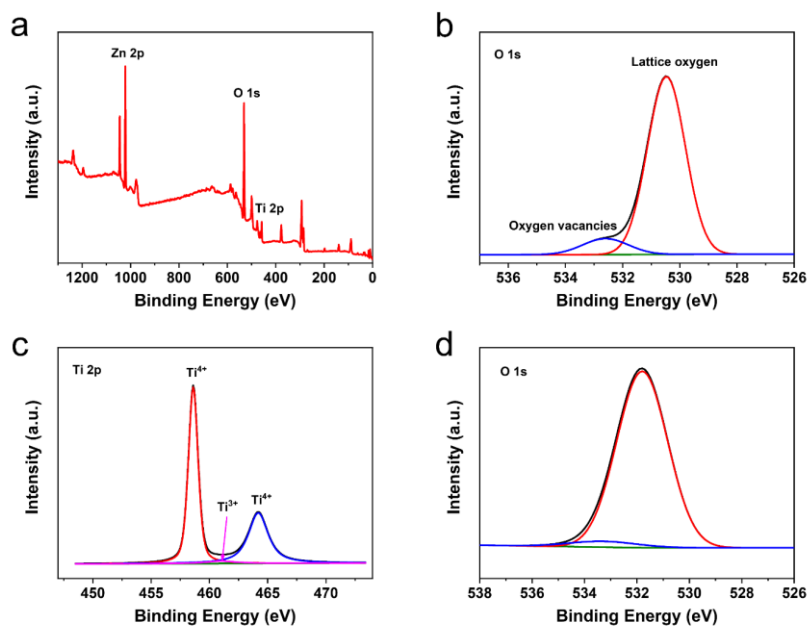 a
Zn 2p
O 1s
Ti 2p
Intensity (a.u.)
1200 1000 800 600 400 200 0
Binding Energy (eV)
b
O 1s
Lattice oxygen
Oxygen vacancies
Intensity (a.u.)
536 534 532 530 528 526
Binding Energy (eV)
c
Ti 2p
Ti⁴⁺
Ti³⁺
Ti⁴⁺
Intensity (a.u.)
450 455 460 465 470
Binding Energy (eV)
d
O 1s
Intensity (a.u.)
538 536 534 532 530 528 526
Binding Energy (eV)